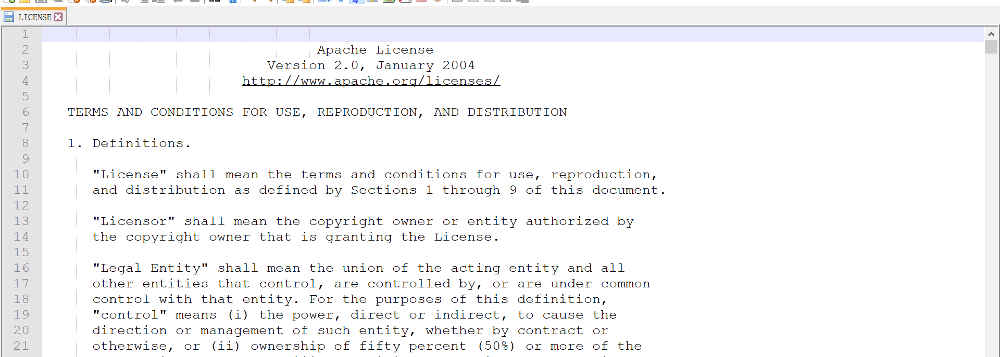 LICENSE
1
2 Apache License
3 Version 2.0, January 2004
4 http://www.apache.org/licenses/
5
6 TERMS AND CONDITIONS FOR USE, REPRODUCTION, AND DISTRIBUTION
7
8 1. Definitions.
9
10 "License" shall mean the terms and conditions for use, reproduction,
11 and distribution as defined by Sections 1 through 9 of this document.
12
13 "Licensor" shall mean the copyright owner or entity authorized by
14 the copyright owner that is granting the License.
15
16 "Legal Entity" shall mean the union of the acting entity and all
17 other entities that control, are controlled by, or are under common
18 control with that entity. For the purposes of this definition,
19 "control" means (i) the power, direct or indirect, to cause the
20 direction or management of such entity, whether by contract or
21 otherwise, or (ii) ownership of fifty percent (50%) or more of the